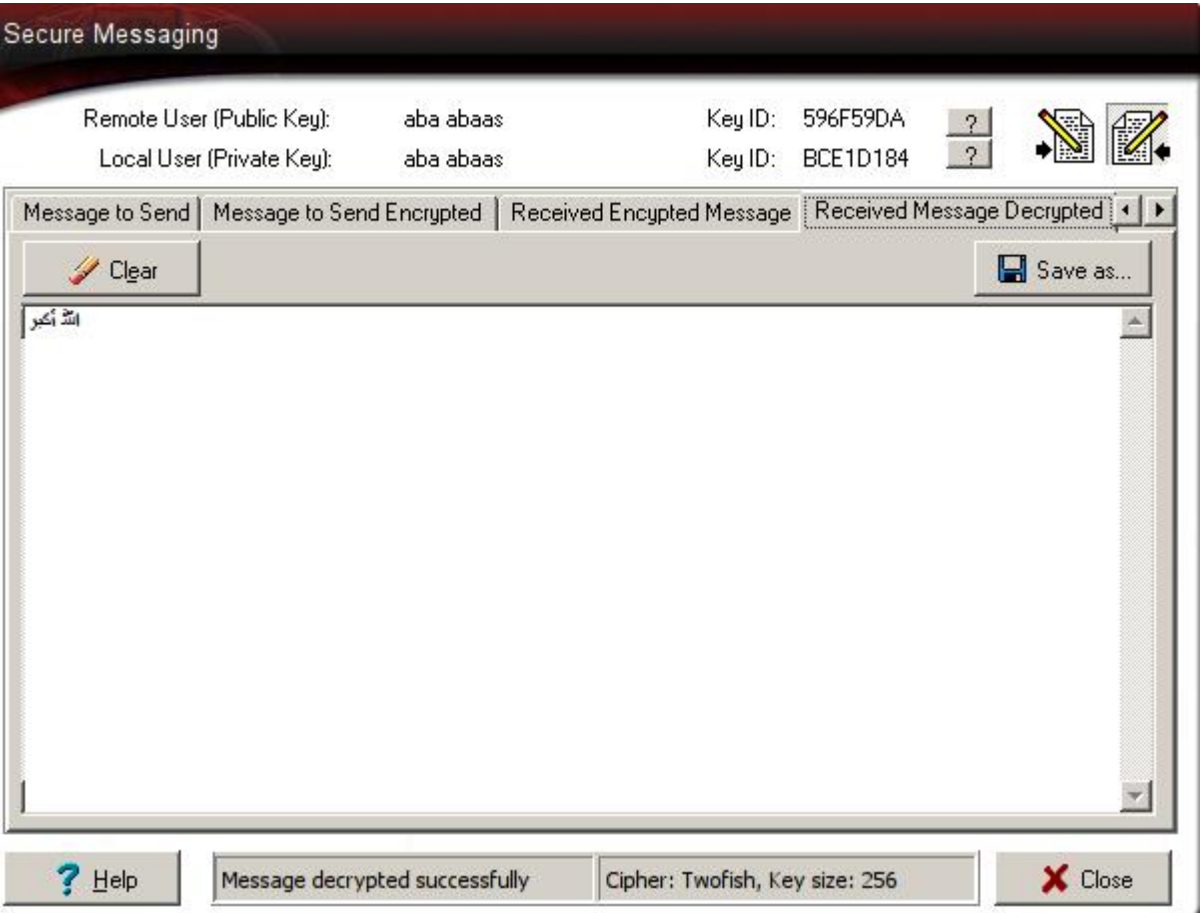 Secure Messaging
Remote User (Public Key): aba abaas Key ID: 596F59DA ?
Local User (Private Key): aba abaas Key ID: BCE1D184 ?
Message to Send Message to Send Encrypted Received Encypted Message Received Message Decrypted
Clear Save as...
اللّٰه أكبر
? Help Message decrypted successfully Cipher: Twofish, Key size: 256 Close